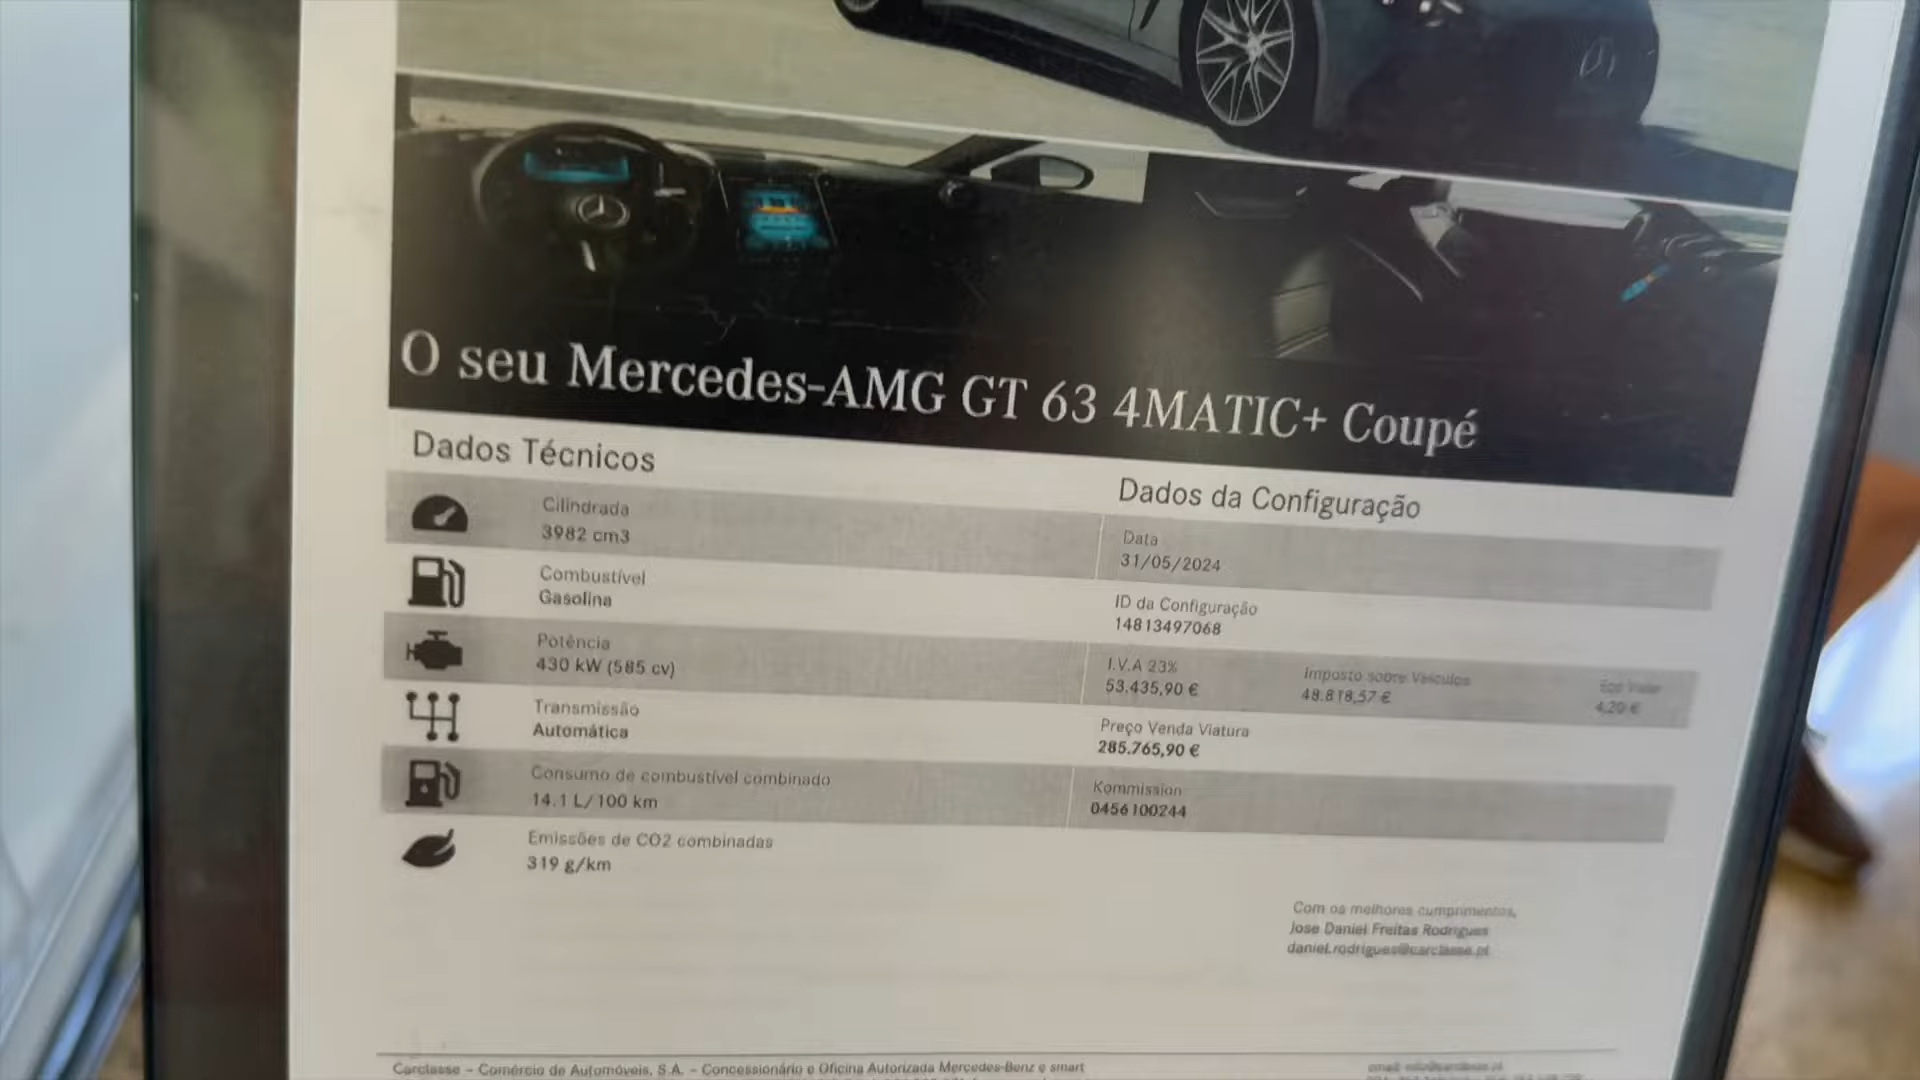 O seu Mercedes-AMG GT 63 4MATIC+ Coupé
Dados Técnicos
Cilindrada
3982 cm3
Combustível
Gasolina
Potência
430 kW (585 cv)
Transmissão
Automática
Consumo de combustível combinado
14.1 L/100 km
Emissões de CO2 combinadas
319 g/km
Dados da Configuração
Data
31/05/2024
ID da Configuração
14813497068
I.V.A 23%
53.435,90 €
Imposto sobre Veículos
48.818,57 €
4,20 €
Preço Venda Viatura
285.765,90 €
Kommission
0456100244
Com os melhores cumprimentos,
Jose Daniel Freitas Rodrigues
daniel.rodrigues@carclasse.pt
Carclasse – Comércio de Automóveis, S.A. – Concessionário e Oficina Autorizada Mercedes-Benz e smart